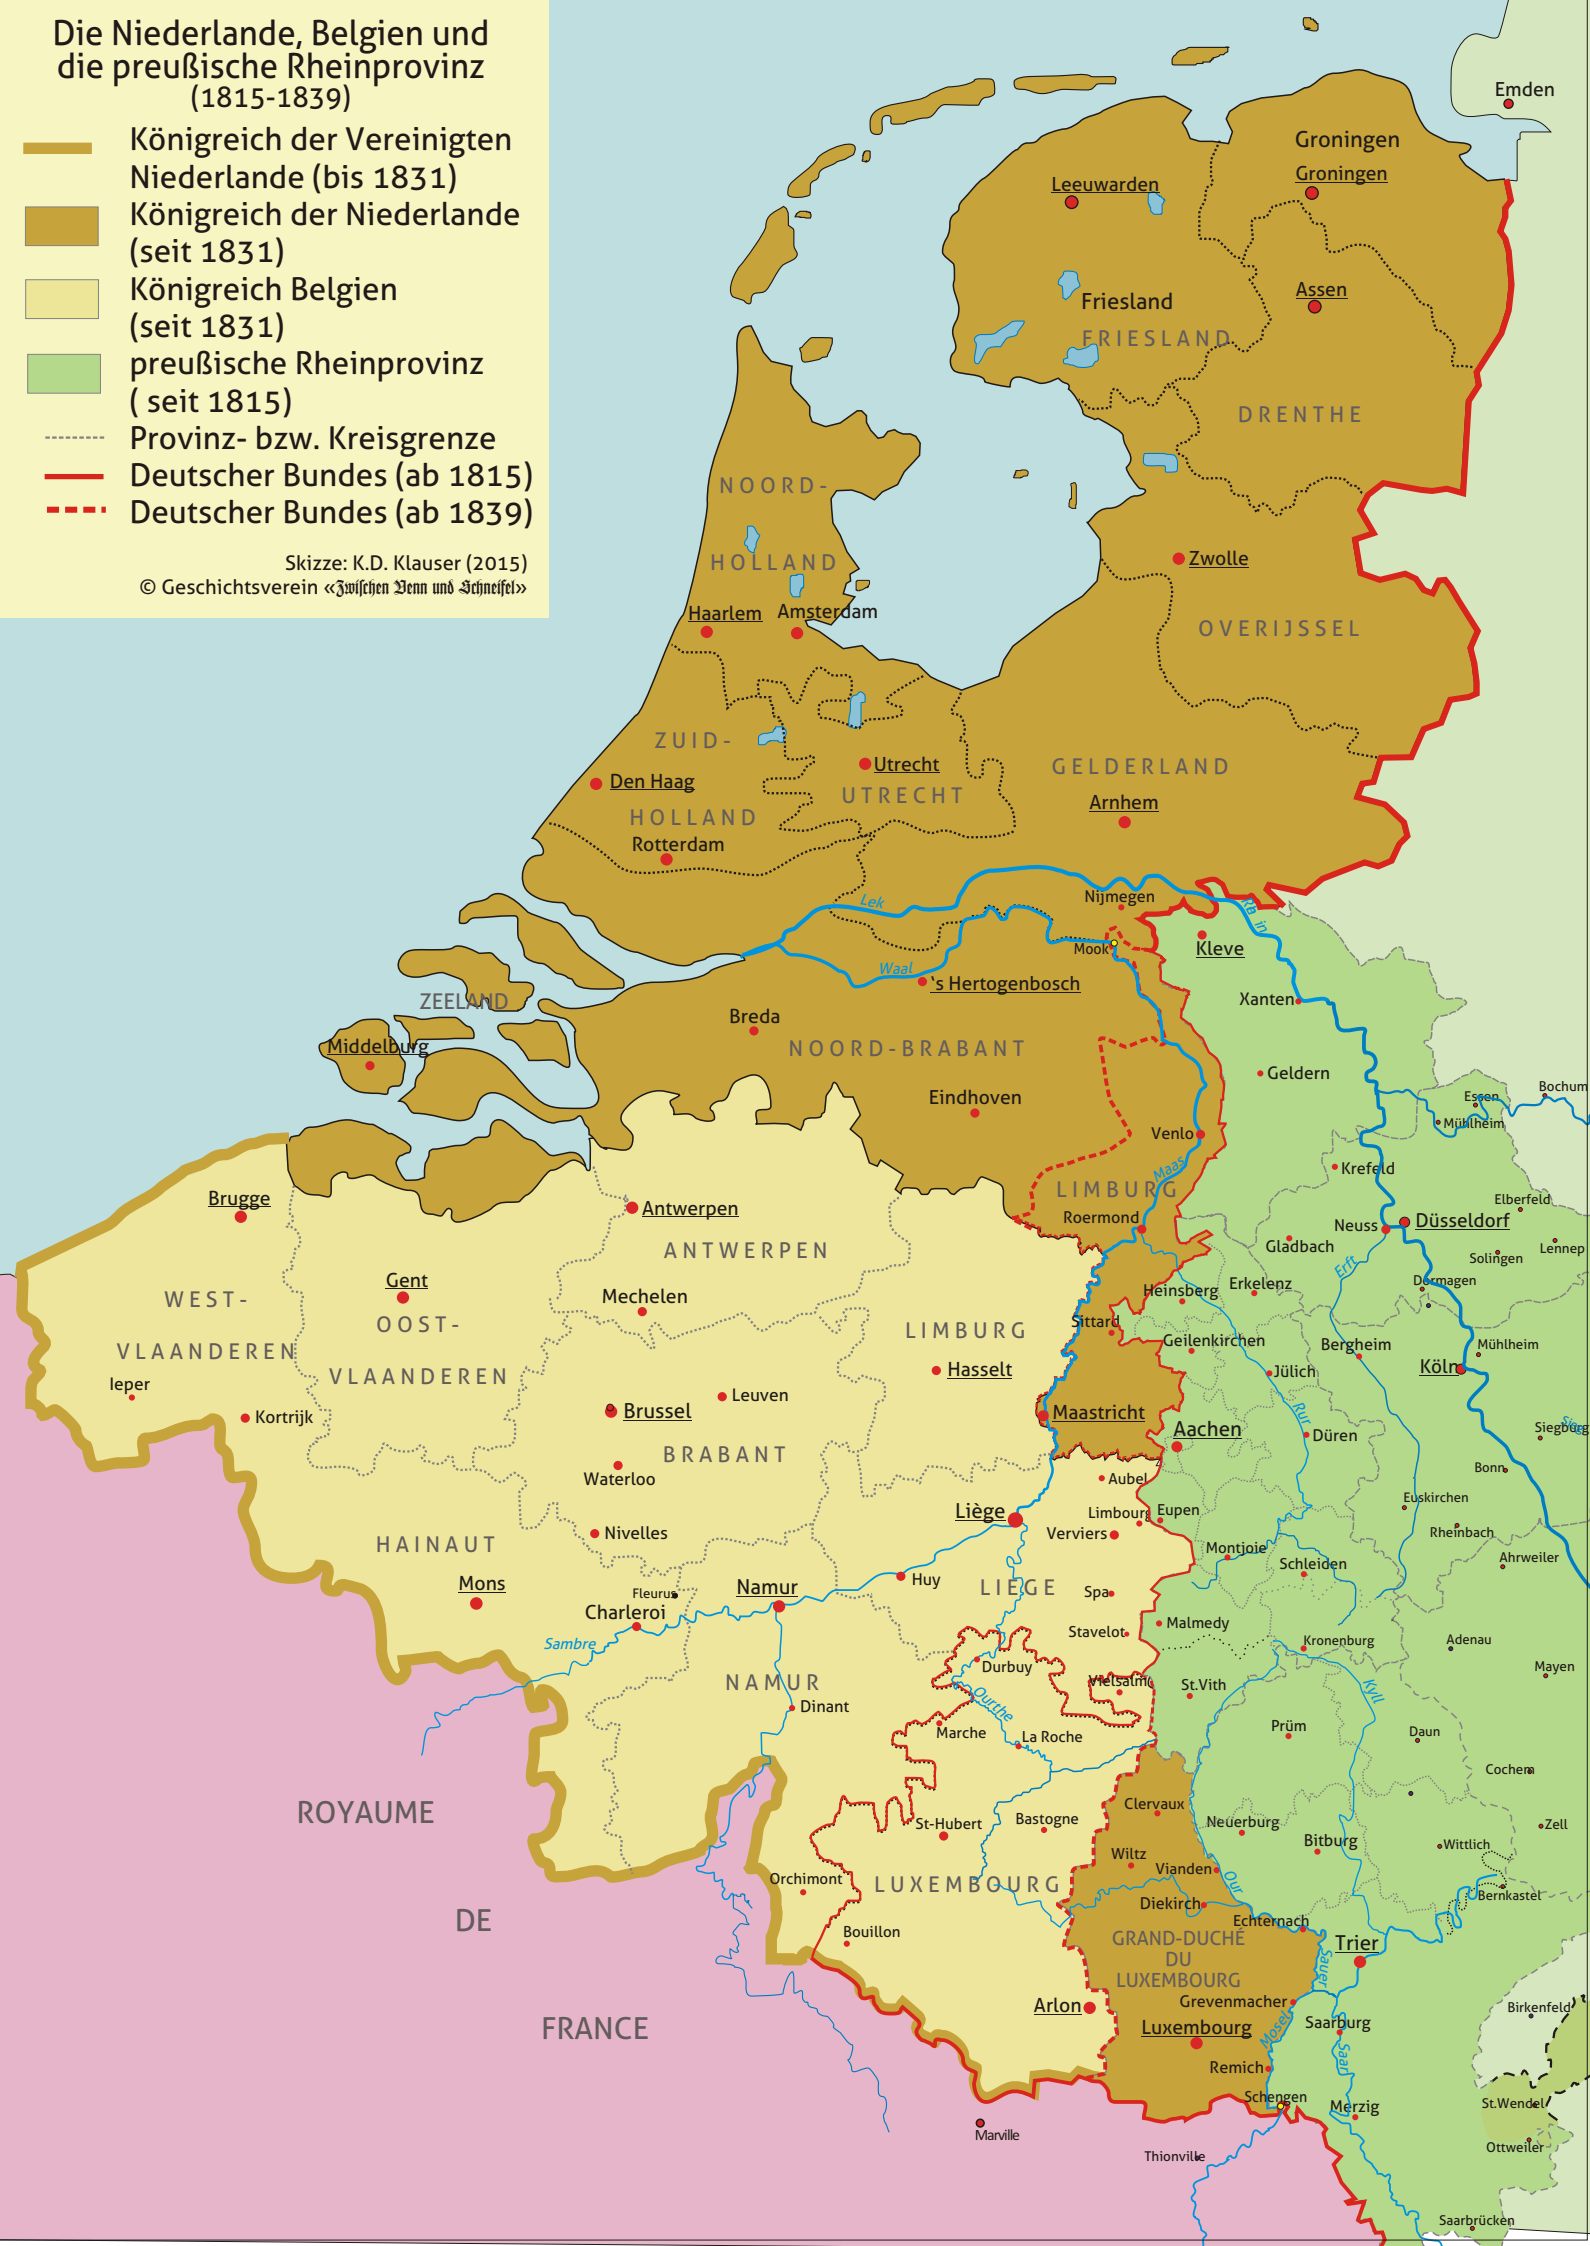 Die Niederlande, Belgien und
die preußische Rheinprovinz
(1815-1839)
Königreich der Vereinigten
Niederlande (bis 1831)
Königreich der Niederlande
(seit 1831)
Königreich Belgien
(seit 1831)
preußische Rheinprovinz
( seit 1815)
Provinz- bzw. Kreisgrenze
Deutscher Bundes (ab 1815)
Deutscher Bundes (ab 1839)
Skizze: K.D. Klauser (2015)
© Geschichtsverein «Zwischen Venn und Schneifel»
Emden
Groningen
Groningen
Leeuwarden
Assen
Friesland
FRIESLAND
DRENTHE
NOORD-
HOLLAND
Zwolle
Haarlem
Amsterdam
OVERIJSSEL
ZUID-
HOLLAND
Den Haag
Utrecht
UTRECHT
GELDERLAND
Arnhem
Rotterdam
Lek
Nijmegen
Waal
Mook
Kleve
's Hertogenbosch
Xanten
ZEELAND
Middelburg
Breda
NOORD-BRABANT
Eindhoven
Geldern
Venlo
Maas
LIMBURG
Roermond
Essen
Bochum
Mühlheim
Krefeld
Elberfeld
Neuss
Düsseldorf
Gladbach
Solingen
Lennep
Erft
Dormagen
Brugge
Antwerpen
ANTWERPEN
Gent
WEST-
VLAANDEREN
OOST-
VLAANDEREN
Mechelen
LIMBURG
Hasselt
Heinsberg
Erkelenz
Sittard
Geilenkirchen
Bergheim
Mühlheim
Köln
Jülich
Ieper
Kortrijk
Leuven
Brussel
BRABANT
Waterloo
Maastricht
Aachen
Rur
Düren
Siegburg
Sieg
Bonn
Aubel
Euskirchen
Rheinbach
Ahrweiler
Liège
Limbourg
Eupen
Verviers
Nivelles
HAINAUT
Mons
Fleurus
Charleroi
Namur
Huy
LIEGE
Spa
Montjoie
Schleiden
Stavelot
Malmedy
Sambre
Kronenburg
Adenau
Mayen
Durbuy
Vielsalm
NAMUR
Dinant
Ourthe
St.Vith
Kyll
Marche
La Roche
Prüm
Daun
Cochem
ROYAUME
DE
FRANCE
Clervaux
St-Hubert
Bastogne
Neuerburg
Bitburg
Wittlich
Zell
Wiltz
Vianden
Our
Orchimont
LUXEMBOURG
Diekirch
Bernkastel
Echternach
Bouillon
GRAND-DUCHÉ
DU
LUXEMBOURG
Trier
Sauer
Arlon
Grevenmacher
Luxembourg
Mosel
Saarburg
Saar
Birkenfeld
Remich
Schengen
Merzig
St.Wendel
Ottweiler
Marville
Thionville
Saarbrücken